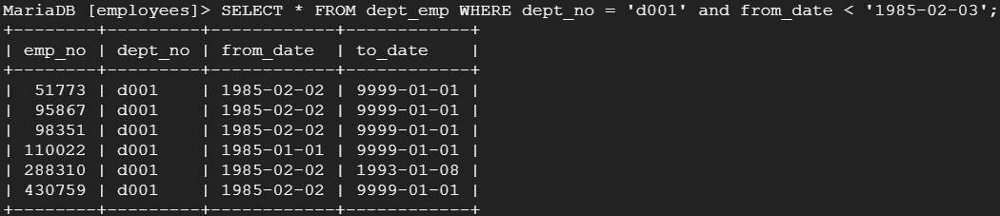 MariaDB [employees]> SELECT * FROM dept_emp WHERE dept_no = 'd001' and from_date < '1985-02-03';
+--------+---------+------------+------------+
| emp_no | dept_no | from_date  | to_date    |
+--------+---------+------------+------------+
|  51773 | d001    | 1985-02-02 | 9999-01-01 |
|  95867 | d001    | 1985-02-02 | 9999-01-01 |
|  98351 | d001    | 1985-02-02 | 9999-01-01 |
| 110022 | d001    | 1985-01-01 | 9999-01-01 |
| 288310 | d001    | 1985-02-02 | 1993-01-08 |
| 430759 | d001    | 1985-02-02 | 9999-01-01 |
+--------+---------+------------+------------+